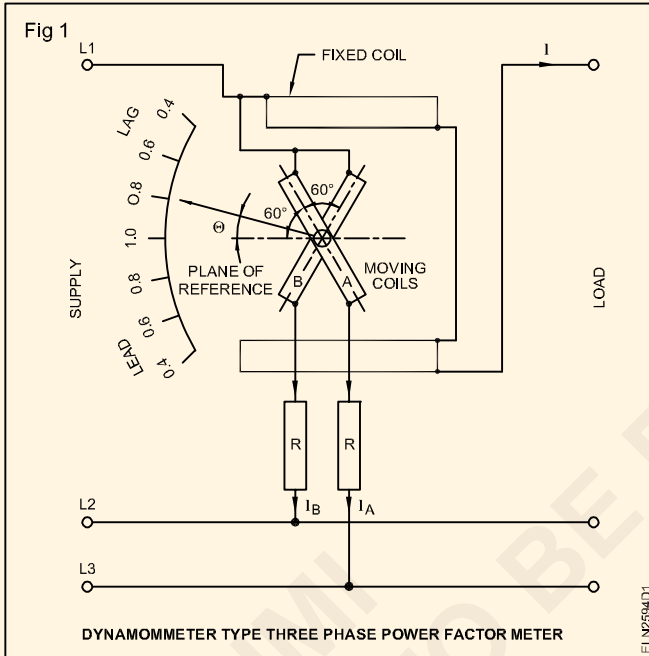 Fig 1
L1
FIXED COIL
I
LAG
0.4
0.6
0.8
1.0
0.8
0.6
0.4
LEAD
60°
60°
Θ
PLANE OF
REFERENCE
B
A
MOVING
COILS
SUPPLY
LOAD
R
R
IB
IA
L2
L3
DYNAMOMMETER TYPE THREE PHASE POWER FACTOR METER
ELN2594D1